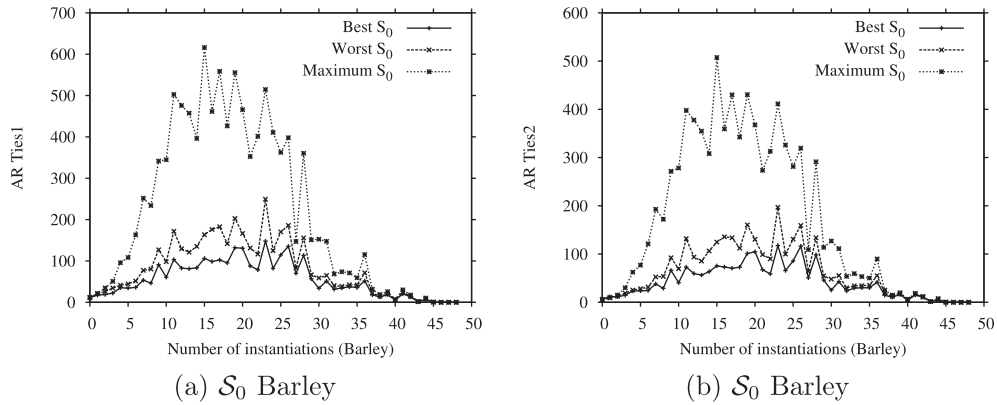 700
600
500
400
300
200
100
0
AR Ties1
Best S0
Worst S0
Maximum S0
0 5 10 15 20 25 30 35 40 45 50
Number of instantiations (Barley)
(a) S0 Barley
600
500
400
300
200
100
0
AR Ties2
Best S0
Worst S0
Maximum S0
0 5 10 15 20 25 30 35 40 45 50
Number of instantiations (Barley)
(b) S0 Barley